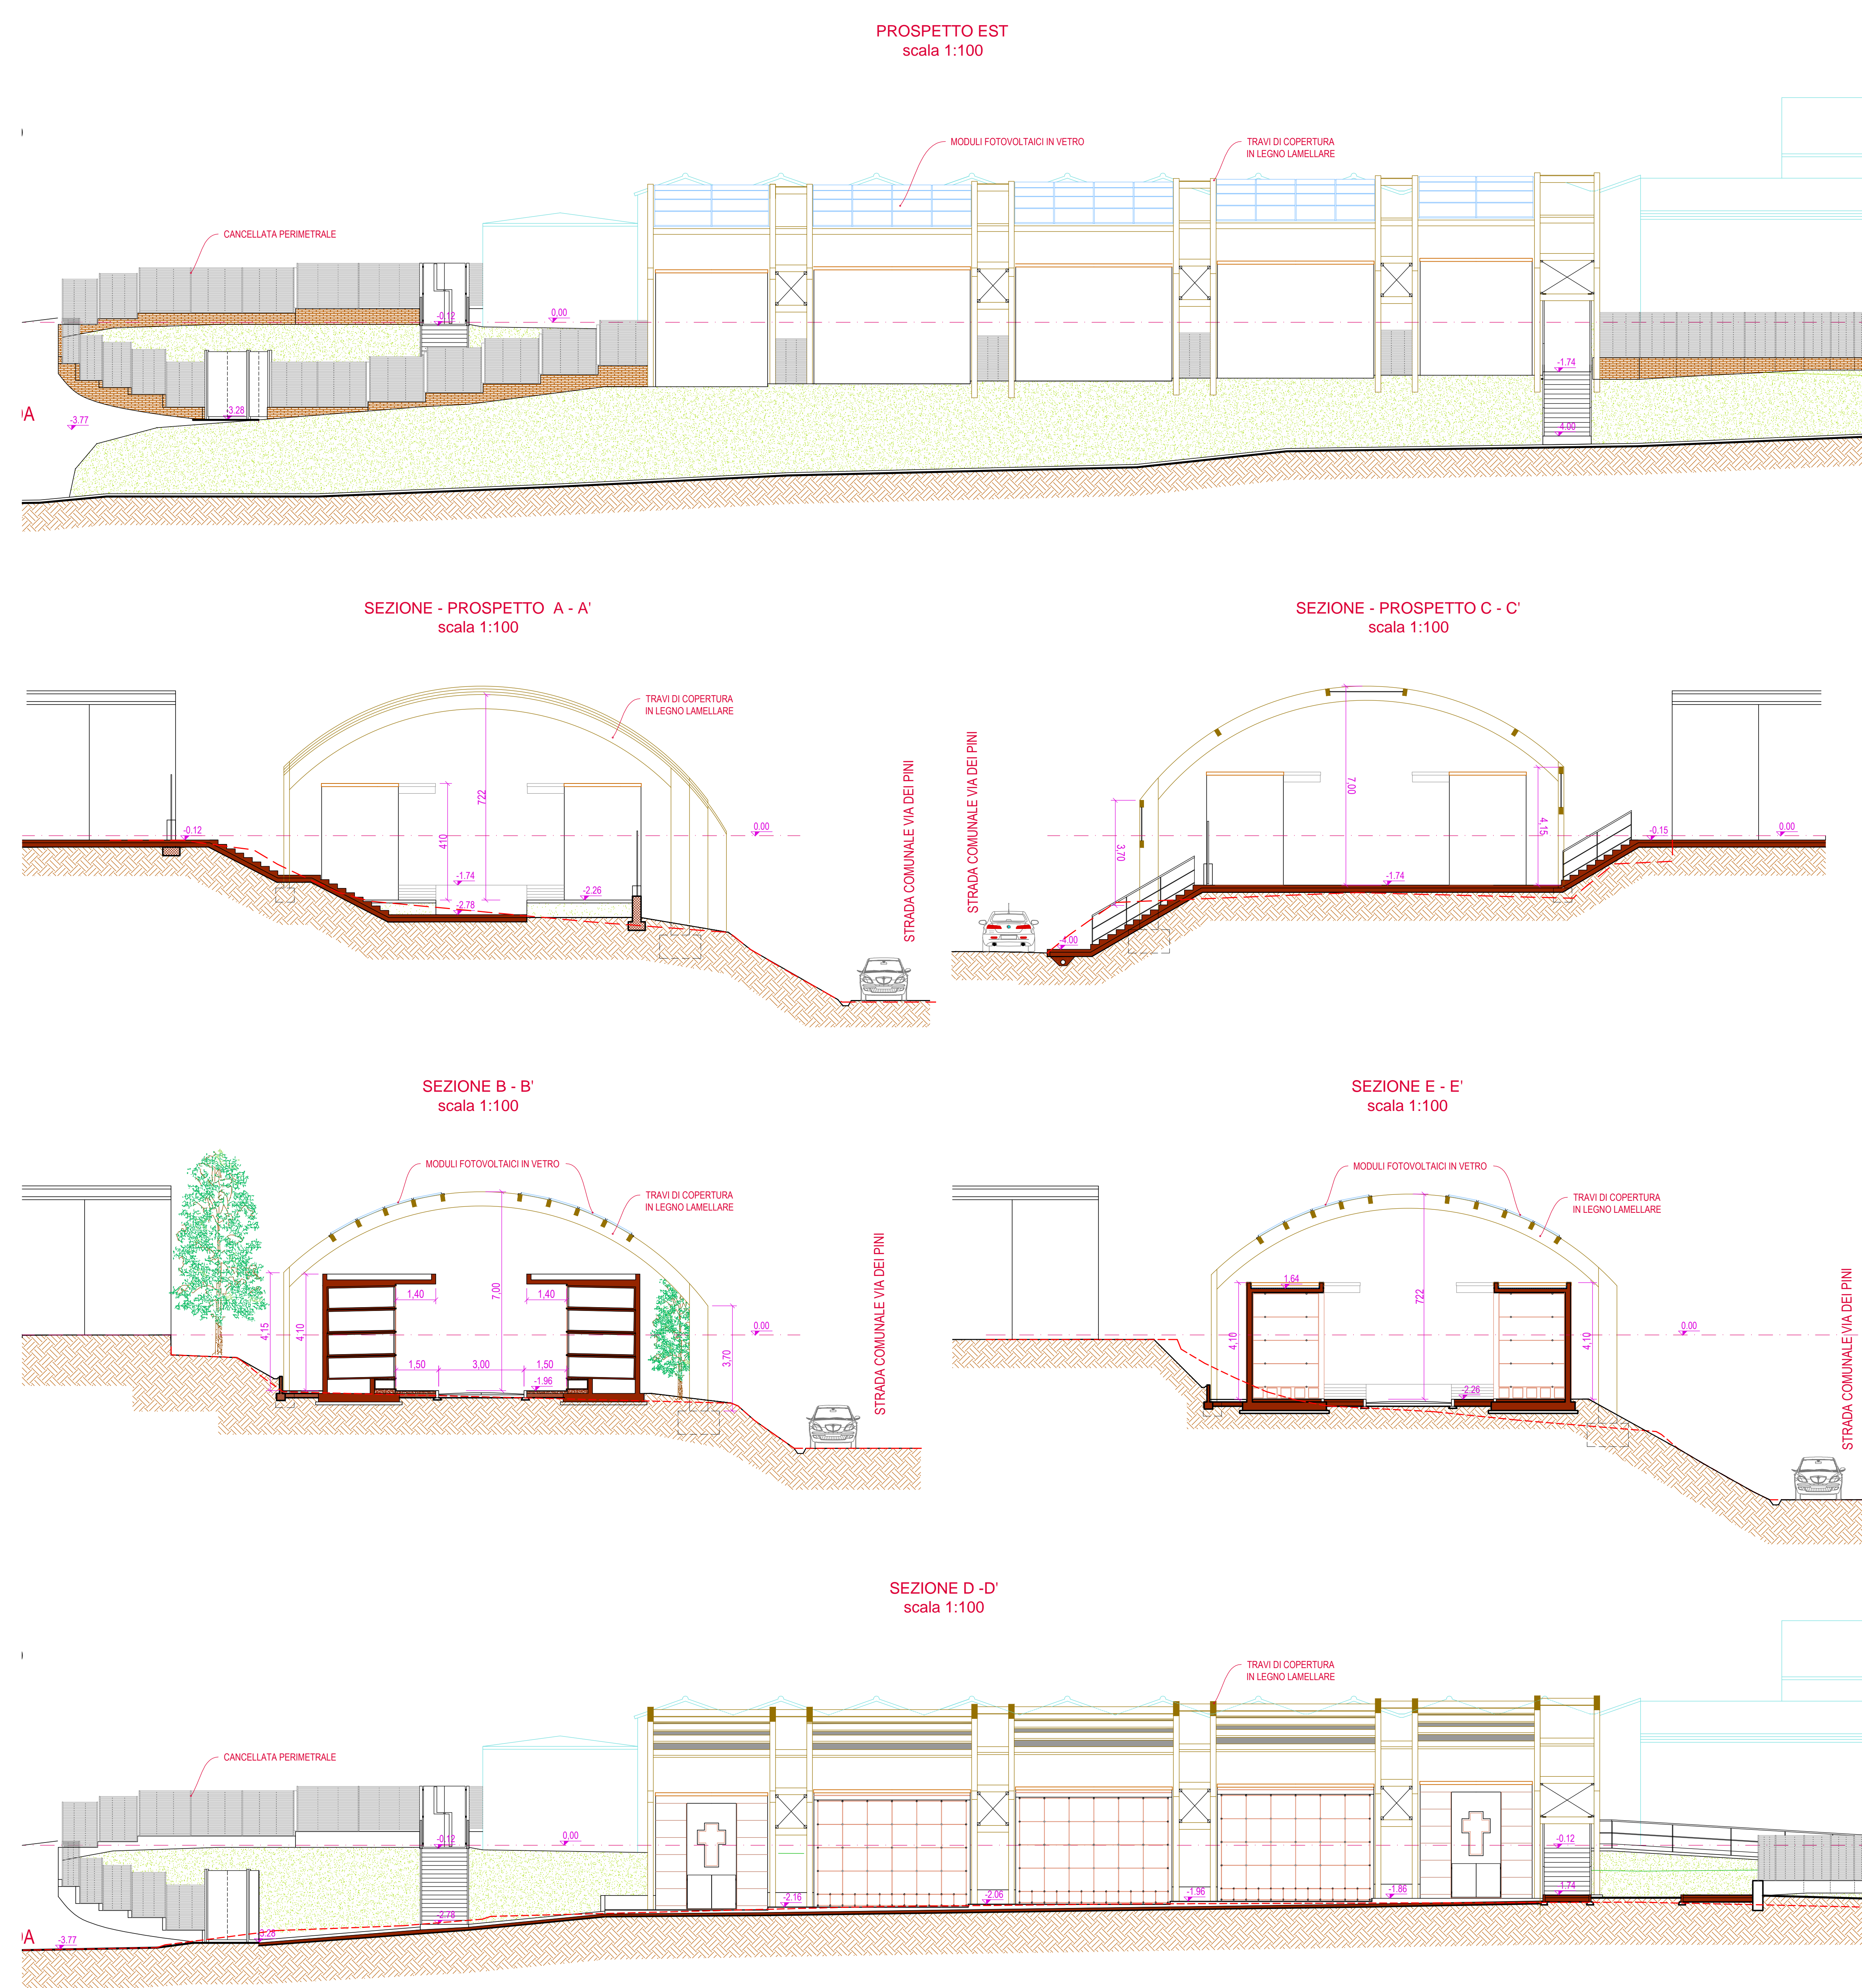 PROSPETTO EST
scala 1:100
MODULI FOTOVOLTAICI IN VETRO
TRAVI DI COPERTURA
IN LEGNO LAMELLARE
CANCELLATA PERIMETRALE
-0.12
0,00
-1.74
-3.28
-3.77
-4.00
DA
SEZIONE - PROSPETTO A - A'
scala 1:100
TRAVI DI COPERTURA
IN LEGNO LAMELLARE
722
410
-0.12
0.00
-1.74
-2.26
-2.78
STRADA COMUNALE VIA DEI PINI
SEZIONE - PROSPETTO C - C'
scala 1:100
STRADA COMUNALE VIA DEI PINI
7,00
4,15
3,70
-0.15
0.00
-1.74
-4.00
SEZIONE B - B'
scala 1:100
MODULI FOTOVOLTAICI IN VETRO
TRAVI DI COPERTURA
IN LEGNO LAMELLARE
1,40
1,40
7,00
4,15
4,10
0.00
3,70
1,50
3,00
1,50
-1.96
STRADA COMUNALE VIA DEI PINI
SEZIONE E - E'
scala 1:100
MODULI FOTOVOLTAICI IN VETRO
TRAVI DI COPERTURA
IN LEGNO LAMELLARE
1.64
722
4,10
4,10
0.00
-2.26
STRADA COMUNALE VIA DEI PINI
SEZIONE D -D'
scala 1:100
TRAVI DI COPERTURA
IN LEGNO LAMELLARE
CANCELLATA PERIMETRALE
-0.12
0,00
-0.12
-1.74
-1.86
-1.96
-2.06
-2.16
-2.78
-3.28
-3.77
DA